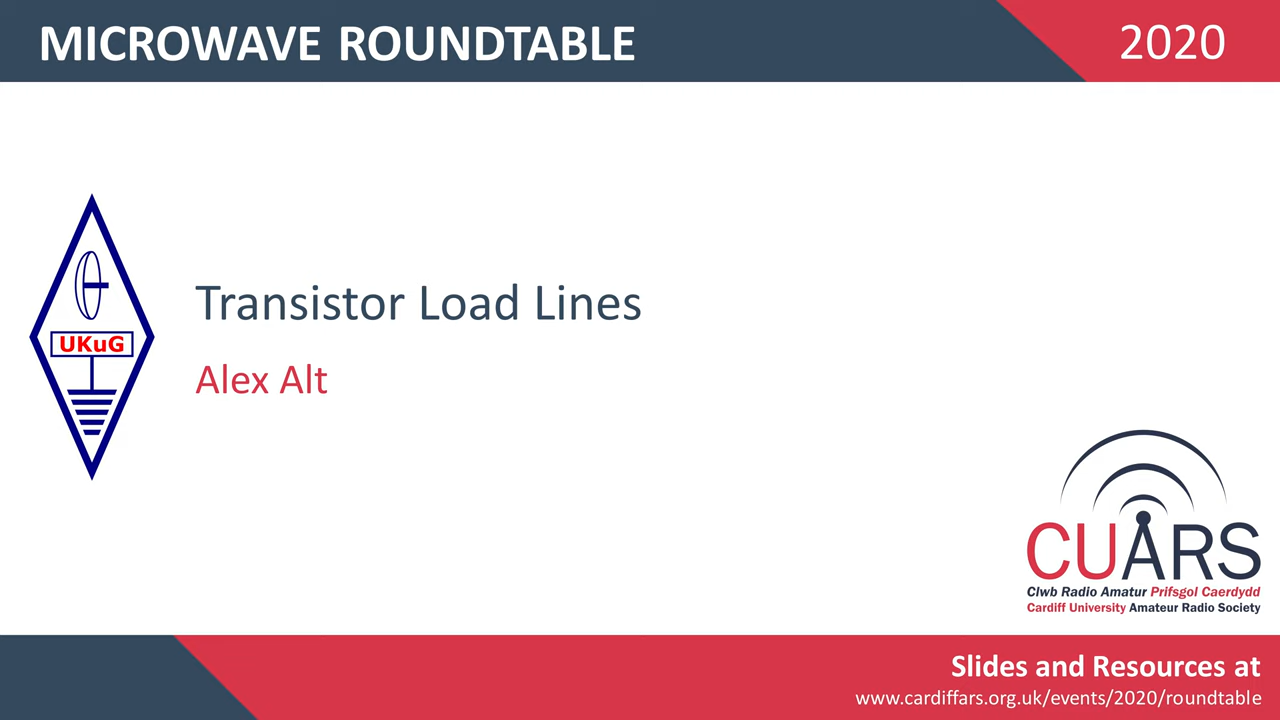 MICROWAVE ROUNDTABLE
2020
UKuG
Transistor Load Lines
Alex Alt
CUARS
Clwb Radio Amatur Prifsgol Caerdydd
Cardiff University Amateur Radio Society
Slides and Resources at
www.cardiffars.org.uk/events/2020/roundtable